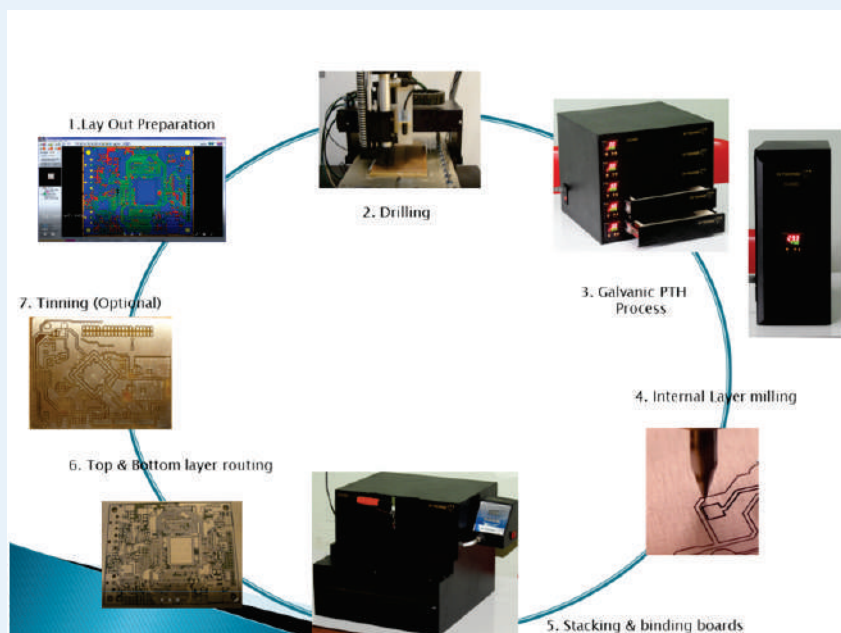 1.Lay Out Preparation
2. Drilling
3. Galvanic PTH
Process
4. Internal Layer milling
5. Stacking & binding boards
6. Top & Bottom layer routing
7. Tinning (Optional)